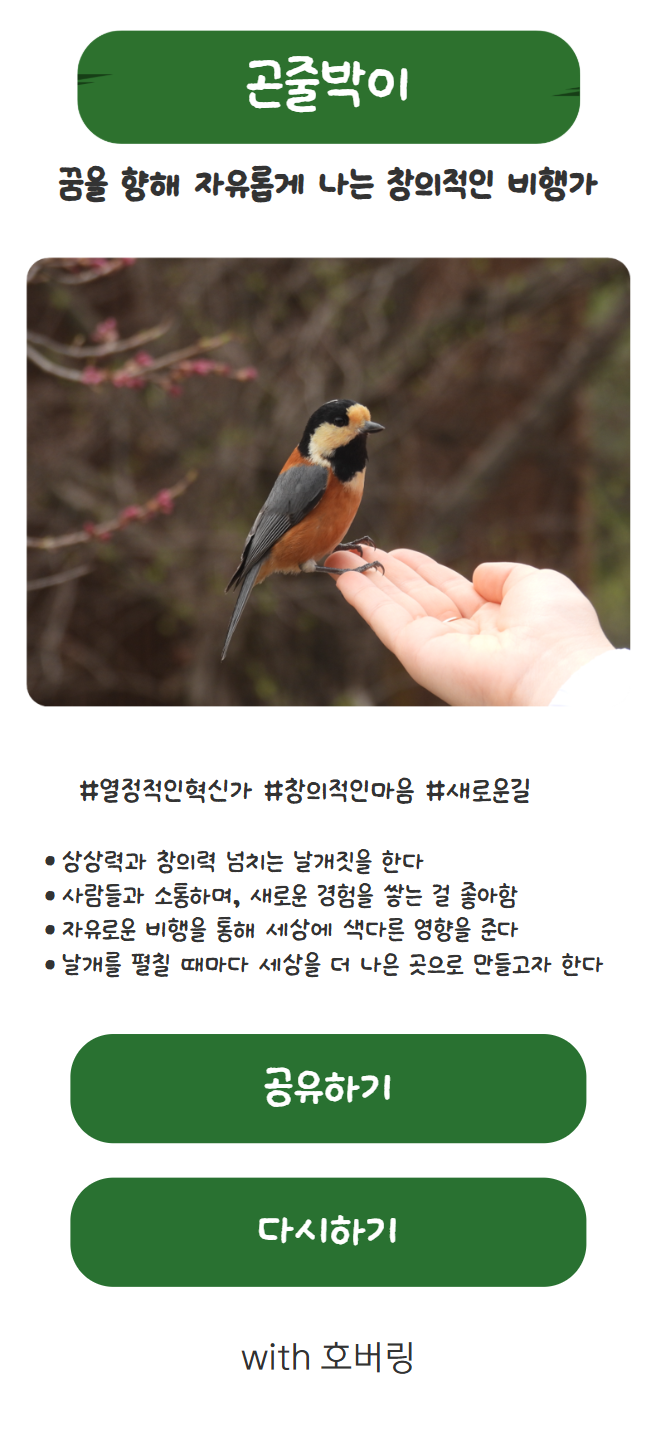 곤줄박이
꿈을 향해 자유롭게 나는 창의적인 비행가
#열정적인혁신가 #창의적인마음 #새로운길
• 상상력과 창의력 넘치는 날개짓을 한다
• 사람들과 소통하며, 새로운 경험을 쌓는 걸 좋아함
• 자유로운 비행을 통해 세상에 색다른 영향을 준다
• 날개를 펼칠 때마다 세상을 더 나은 곳으로 만들고자 한다
공유하기
다시하기
with 호버링